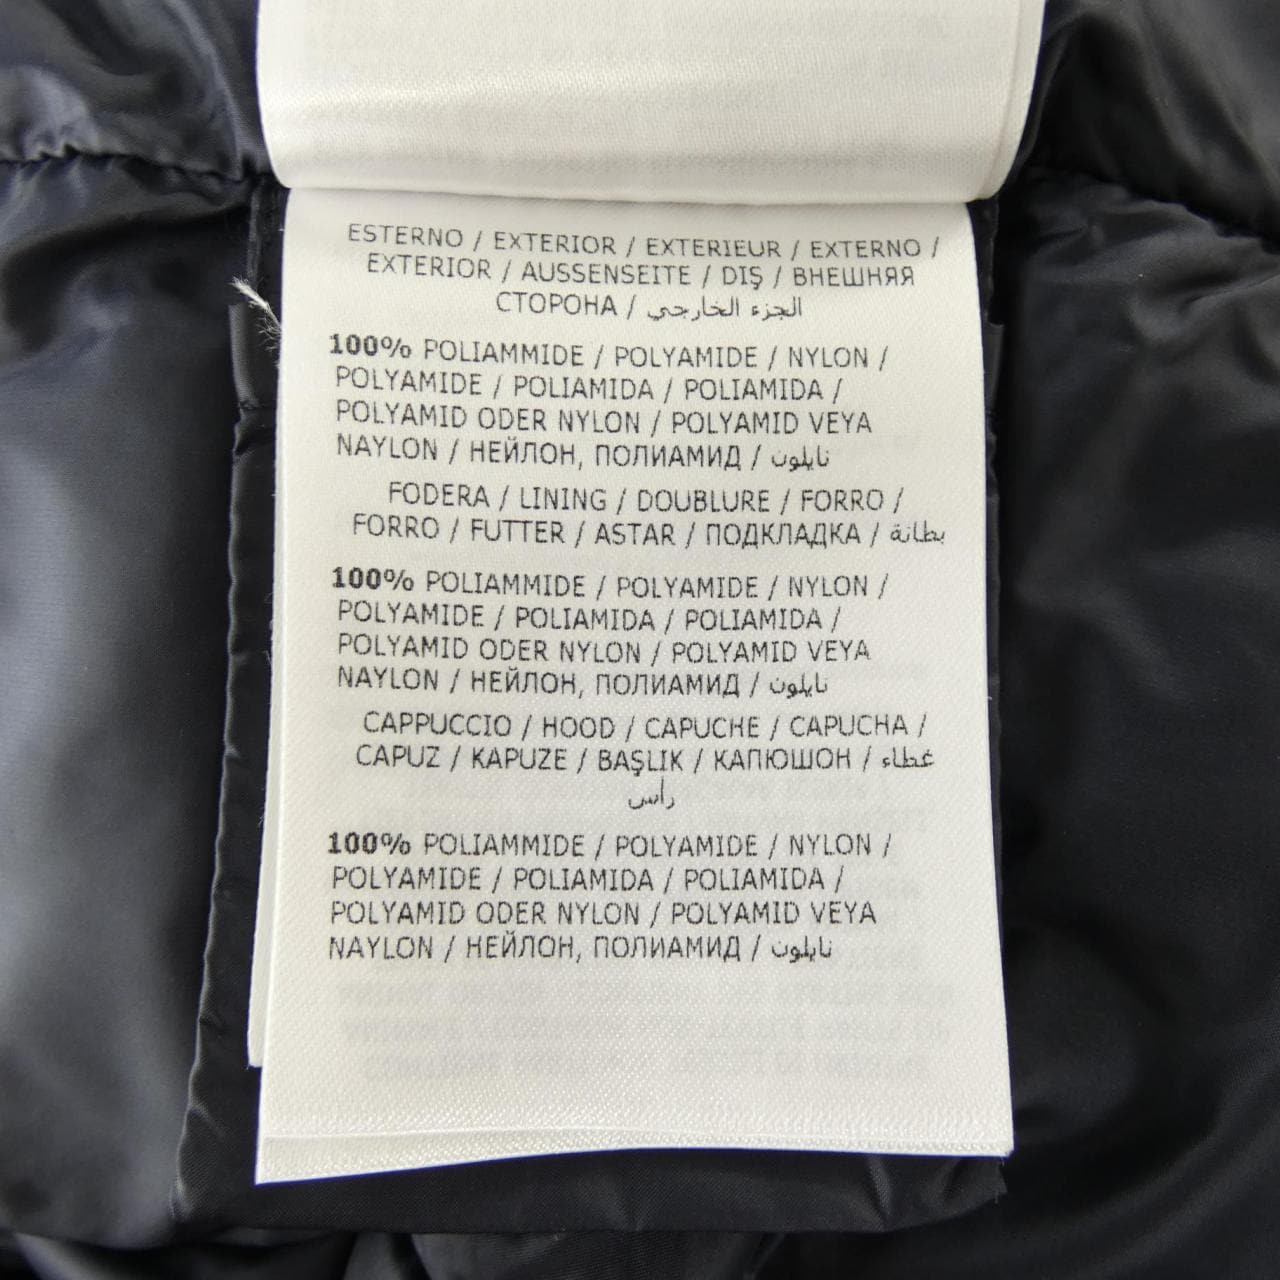 ESTERNO / EXTERIOR / EXTERIEUR / EXTERNO /
EXTERIOR / AUSSENSEITE / DIŞ / ВНЕШНЯЯ
СТОРОНА / الجزء الخارجي
100% POLIAMMIDE / POLYAMIDE / NYLON /
POLYAMIDE / POLIAMIDA / POLIAMIDA /
POLYAMID ODER NYLON / POLYAMID VEYA
NAYLON / НЕЙЛОН, ПОЛИАМИД / نايلون
FODERA / LINING / DOUBLURE / FORRO /
FORRO / FUTTER / ASTAR / ПОДКЛАДКА / بطانة
100% POLIAMMIDE / POLYAMIDE / NYLON /
POLYAMIDE / POLIAMIDA / POLIAMIDA /
POLYAMID ODER NYLON / POLYAMID VEYA
NAYLON / НЕЙЛОН, ПОЛИАМИД / نايلون
CAPPUCCIO / HOOD / CAPUCHE / CAPUCHA /
CAPUZ / KAPUZE / BAŞLIK / КАПЮШОН / غطاء
رأس
100% POLIAMMIDE / POLYAMIDE / NYLON /
POLYAMIDE / POLIAMIDA / POLIAMIDA /
POLYAMID ODER NYLON / POLYAMID VEYA
NAYLON / НЕЙЛОН, ПОЛИАМИД / نايلون